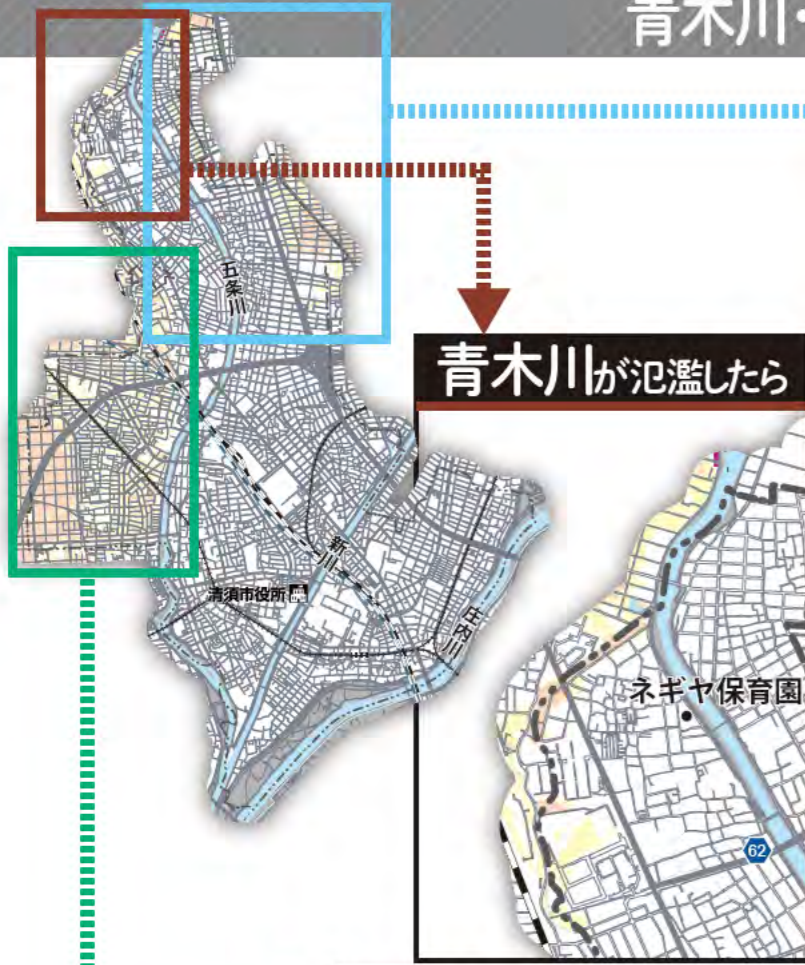 青木川・
五条川
青木川が氾濫したら
新川
清須市役所
庄内川
ネギヤ保育園
62